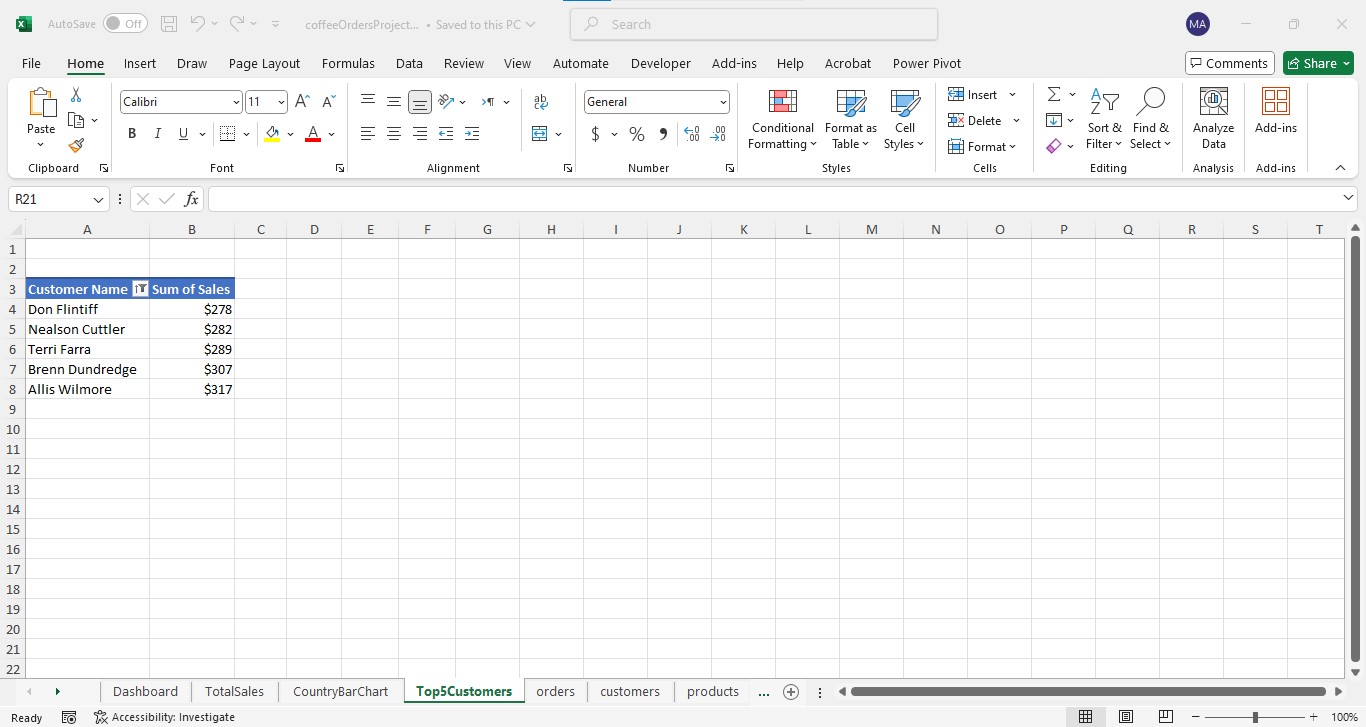 AutoSave Off coffeeOrdersProject... • Saved to this PC Search MA
File Home Insert Draw Page Layout Formulas Data Review View Automate Developer Add-ins Help Acrobat Power Pivot Comments Share
Paste
Clipboard
Calibri 11
B I U A
Font
ab
Alignment
General
$ % 9 .00
Number
Conditional Formatting
Format as Table
Cell Styles
Styles
Insert
Delete
Format
Cells
Sort & Filter
Find & Select
Editing
Analyze Data
Analysis
Add-ins
Add-ins
R21 fx
A B C D E F G H I J K L M N O P Q R S T
1
2
3 Customer Name Sum of Sales
4 Don Flintiff $278
5 Nealson Cuttler $282
6 Terri Farra $289
7 Brenn Dundredge $307
8 Allis Wilmore $317
9
10
11
12
13
14
15
16
17
18
19
20
21
22
Dashboard TotalSales CountryBarChart Top5Customers orders customers products ...
Ready Accessibility: Investigate 100%